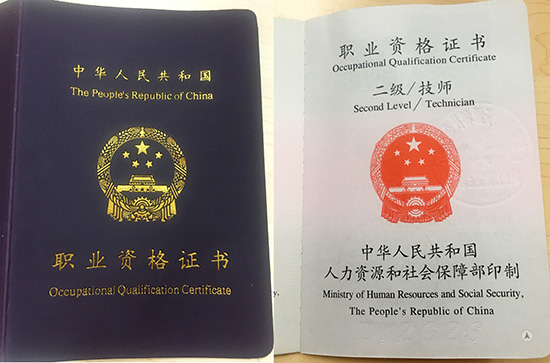 中华人民共和国
The People's Republic of China
职业资格证书
Occupational Qualification Certificate
职业资格证书
Occupational Qualification Certificate
二级/技师
Second Level/Technician
中华人民共和国
人力资源和社会保障部印制
Ministry of Human Resources and Social Security,
The People's Republic of China